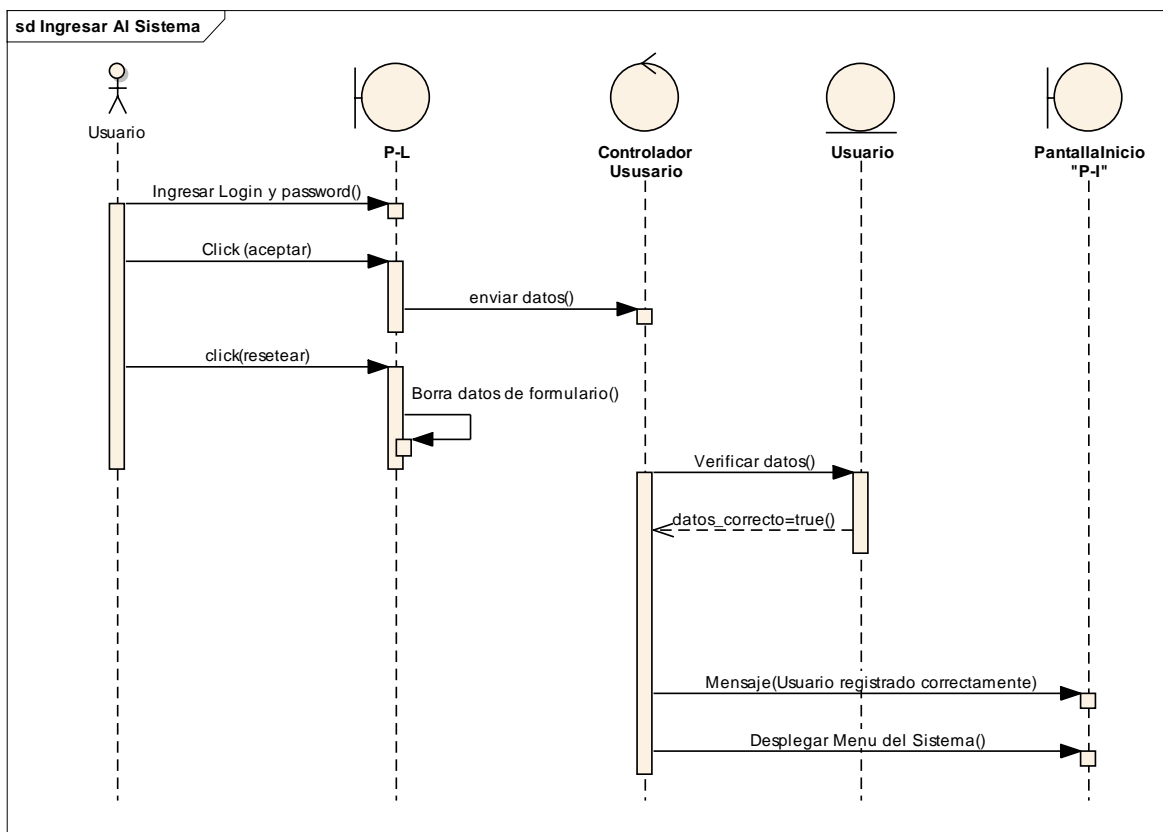 sd Ingresar Al Sistema
Usuario
P-L
Controlador
Ususario
Usuario
PantallaInicio
"P-I"
Ingresar Login y password()
Click (aceptar)
enviar datos()
click(resetear)
Borra datos de formulario()
Verificar datos()
datos_correcto=true()
Mensaje(Usuario registrado correctamente)
Desplegar Menu del Sistema()